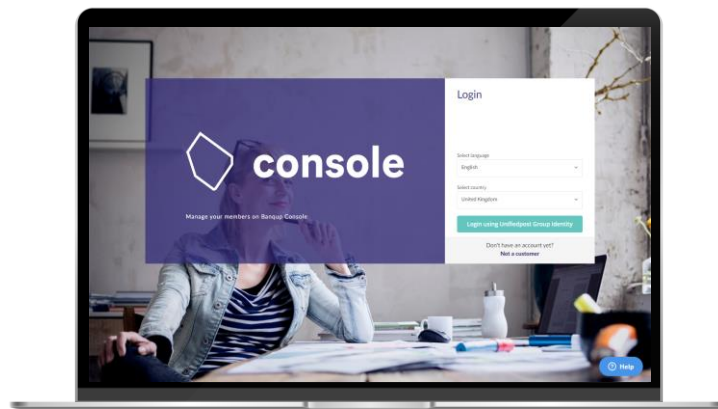 Login
console
Manage your members on Banqup Console
Select language
English
Select country
United Kingdom
Login using Unifiedpost Group Identity
Don't have an account yet?
Not a customer
Help